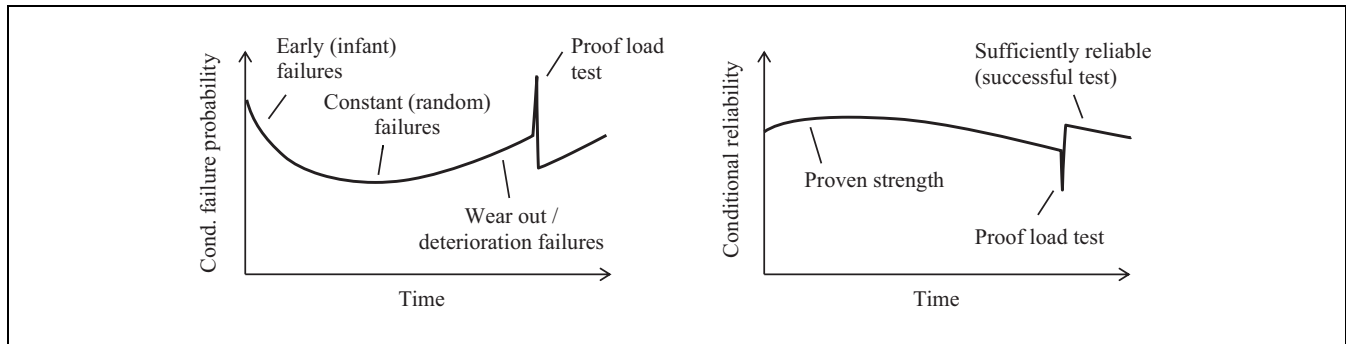 Cond. failure probability
Early (infant)
failures
Constant (random)
failures
Proof load
test
Wear out /
deterioration failures
Time
Conditional reliability
Sufficiently reliable
(successful test)
Proven strength
Proof load test
Time